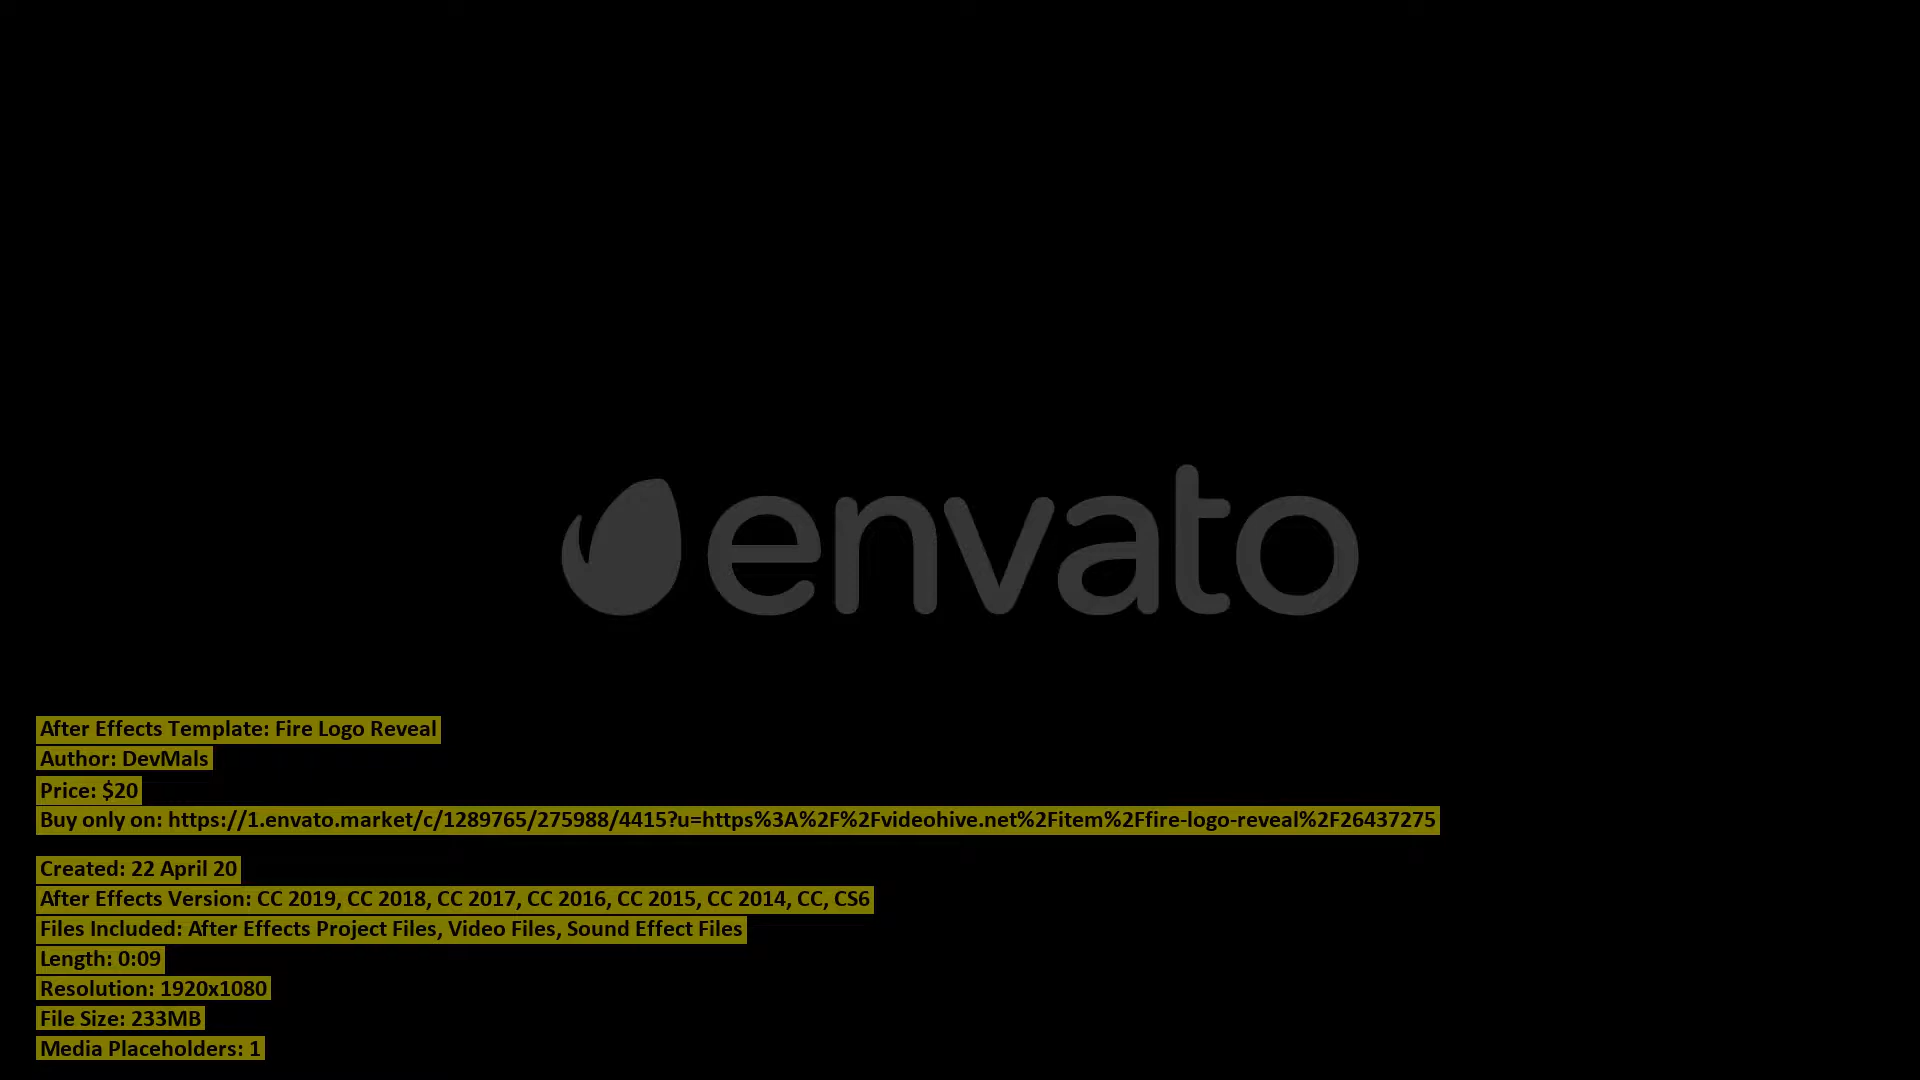 envato
After Effects Template: Fire Logo Reveal
Author: DevMals
Price: $20
Buy only on: https://1.envato.market/c/1289765/275988/4415?u=https%3A%2F%2Fvideohive.net%2Fitem%2Ffire-logo-reveal%2F26437275
Created: 22 April 20
After Effects Version: CC 2019, CC 2018, CC 2017, CC 2016, CC 2015, CC 2014, CC, CS6
Files Included: After Effects Project Files, Video Files, Sound Effect Files
Length: 0:09
Resolution: 1920x1080
File Size: 233MB
Media Placeholders: 1